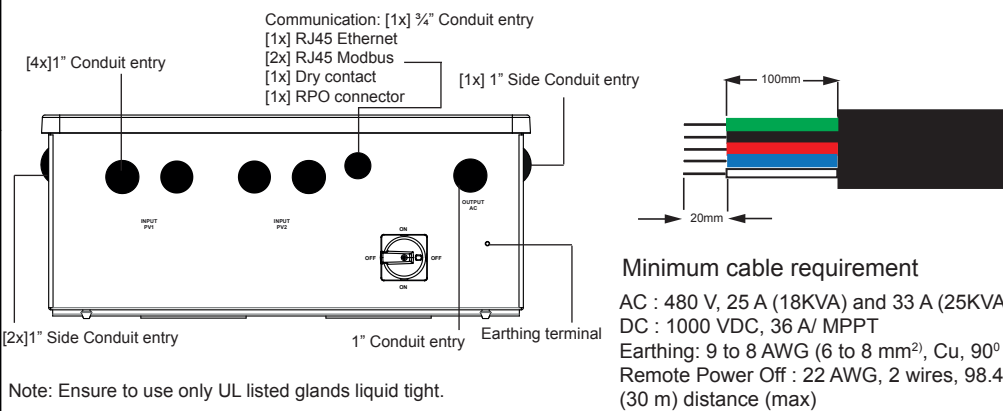 Communication: [1x] ¾” Conduit entry
[1x] RJ45 Ethernet
[2x] RJ45 Modbus
[1x] Dry contact
[1x] RPO connector
[4x]1” Conduit entry
[1x] 1” Side Conduit entry
INPUT
PV1
INPUT
PV2
OUTPUT
AC
ON
OFF
OFF
ON
[2x]1” Side Conduit entry
1” Conduit entry
Earthing terminal
Note: Ensure to use only UL listed glands liquid tight.
100mm
20mm
Minimum cable requirement
AC : 480 V, 25 A (18KVA) and 33 A (25KVA
DC : 1000 VDC, 36 A/ MPPT
Earthing: 9 to 8 AWG (6 to 8 mm²⁾, Cu, 90⁰
Remote Power Off : 22 AWG, 2 wires, 98.4
(30 m) distance (max)